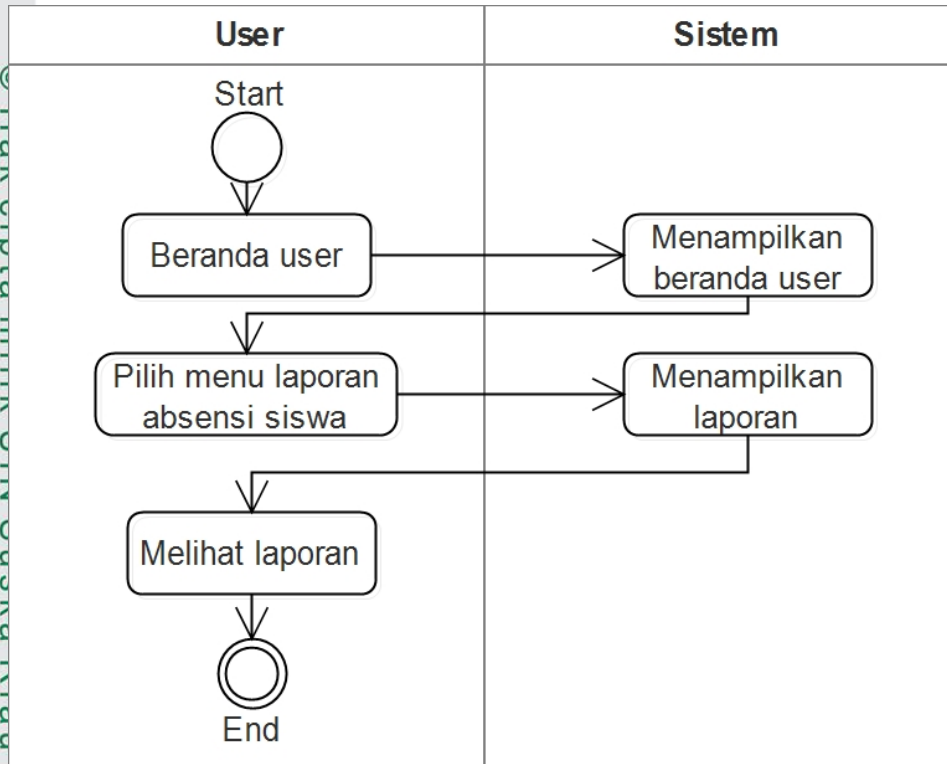 User
Sistem
Start
Beranda user
Menampilkan
beranda user
Pilih menu laporan
absensi siswa
Menampilkan
laporan
Melihat laporan
End